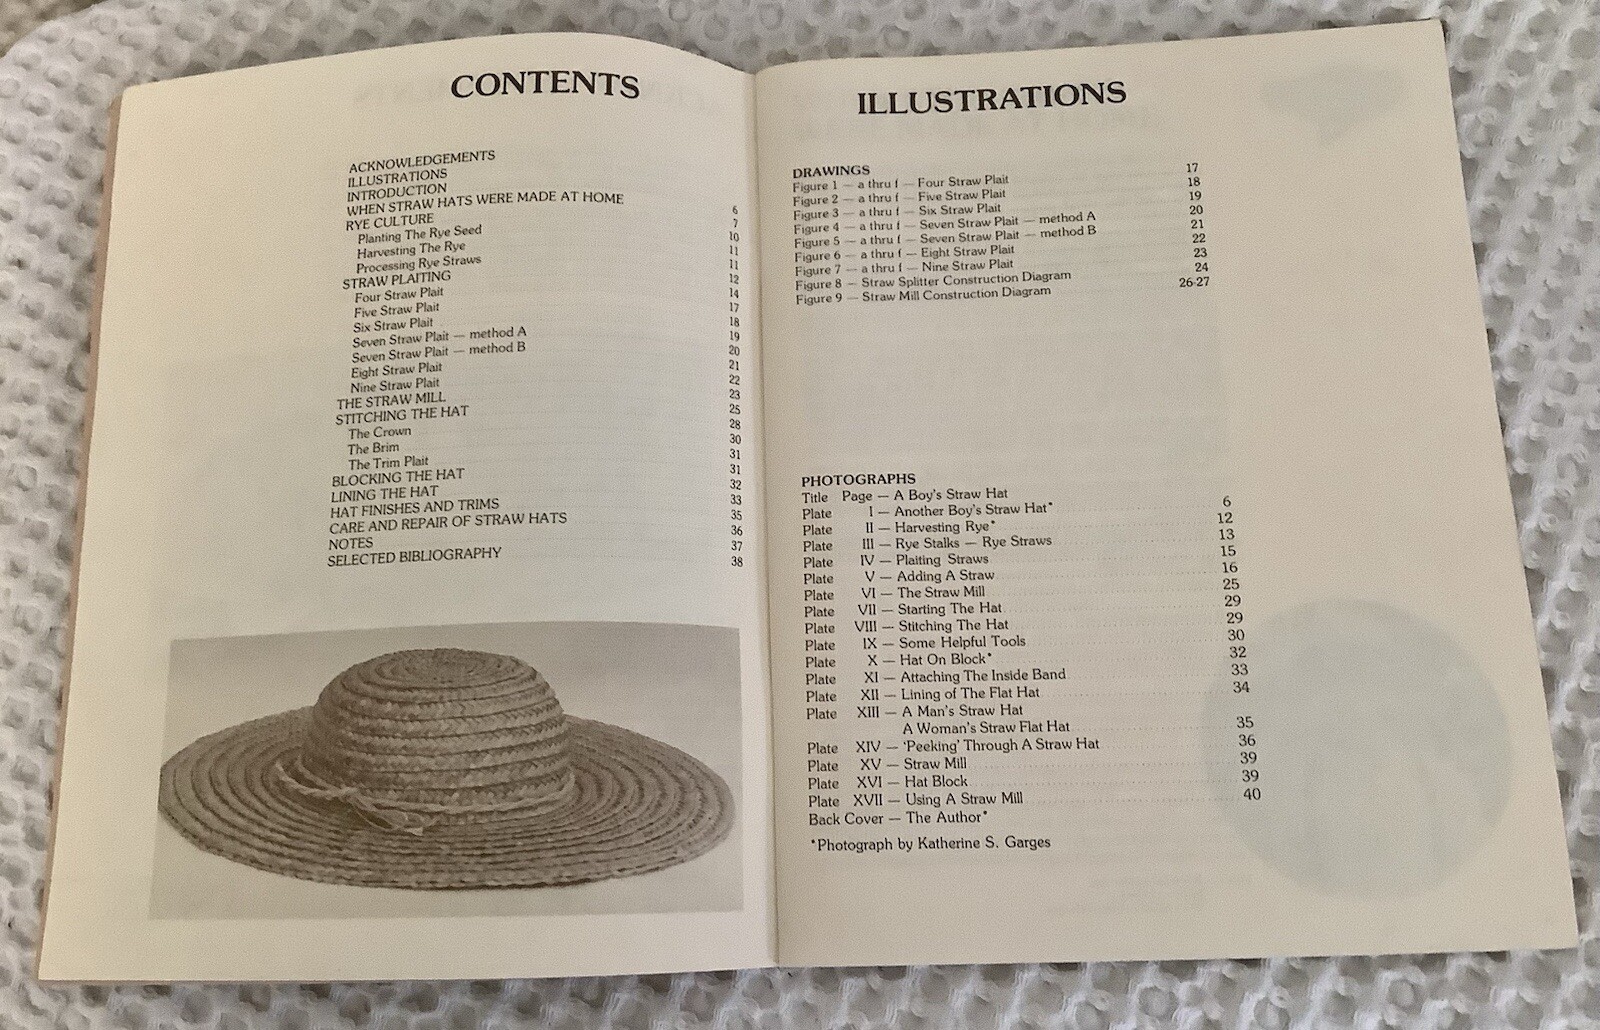 CONTENTS
ACKNOWLEDGEMENTS
ILLUSTRATIONS
INTRODUCTION 6
WHEN STRAW HATS WERE MADE AT HOME 7
RYE CULTURE 10
Planting The Rye Seed 11
Harvesting The Rye 11
Processing Rye Straws 12
STRAW PLAITING 14
Four Straw Plait 17
Five Straw Plait 18
Six Straw Plait 19
Seven Straw Plait — method A 20
Seven Straw Plait — method B 21
Eight Straw Plait 22
Nine Straw Plait 23
THE STRAW MILL 25
STITCHING THE HAT 28
The Crown 30
The Brim 31
The Trim Plait 31
BLOCKING THE HAT 32
LINING THE HAT 33
HAT FINISHES AND TRIMS 35
CARE AND REPAIR OF STRAW HATS 36
NOTES 37
SELECTED BIBLIOGRAPHY 38
ILLUSTRATIONS
DRAWINGS
Figure 1 — a thru f — Four Straw Plait 17
Figure 2 — a thru f — Five Straw Plait 18
Figure 3 — a thru f — Six Straw Plait 19
Figure 4 — a thru f — Seven Straw Plait — method A 20
Figure 5 — a thru f — Seven Straw Plait — method B 21
Figure 6 — a thru f — Eight Straw Plait 22
Figure 7 — a thru f — Nine Straw Plait 23
Figure 8 — Straw Splitter Construction Diagram 24
Figure 9 — Straw Mill Construction Diagram 26-27
PHOTOGRAPHS
Title Page — A Boy's Straw Hat
Plate I — Another Boy's Straw Hat* 6
Plate II — Harvesting Rye* 12
Plate III — Rye Stalks — Rye Straws 13
Plate IV — Plaiting Straws 15
Plate V — Adding A Straw 16
Plate VI — The Straw Mill 25
Plate VII — Starting The Hat 29
Plate VIII — Stitching The Hat 29
Plate IX — Some Helpful Tools 30
Plate X — Hat On Block* 32
Plate XI — Attaching The Inside Band 33
Plate XII — Lining of The Flat Hat 34
Plate XIII — A Man's Straw Hat
A Woman's Straw Flat Hat 35
Plate XIV — 'Peeking' Through A Straw Hat 36
Plate XV — Straw Mill 39
Plate XVI — Hat Block 39
Plate XVII — Using A Straw Mill 40
Back Cover — The Author*
*Photograph by Katherine S. Garges